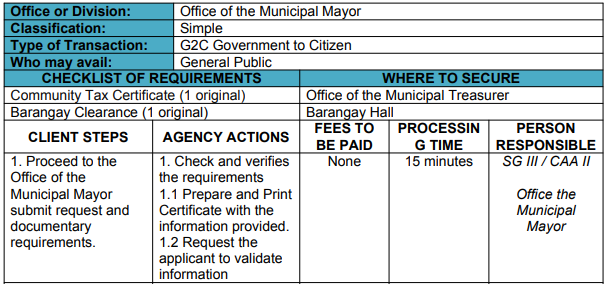 Office or Division: Office of the Municipal Mayor
Classification: Simple
Type of Transaction: G2C Government to Citizen
Who may avail: General Public
CHECKLIST OF REQUIREMENTS WHERE TO SECURE
Community Tax Certificate (1 original) Office of the Municipal Treasurer
Barangay Clearance (1 original) Barangay Hall
CLIENT STEPS
AGENCY ACTIONS
FEES TO
BE PAID
PROCESSIN
G TIME
PERSON
RESPONSIBLE
1. Proceed to the
Office of the
Municipal Mayor
submit request and
documentary
requirements.
1. Check and verifies
the requirements
1.1 Prepare and Print
Certificate with the
information provided.
1.2 Request the
applicant to validate
information
None
15 minutes
SG III / CAA II
Office the
Municipal
Mayor